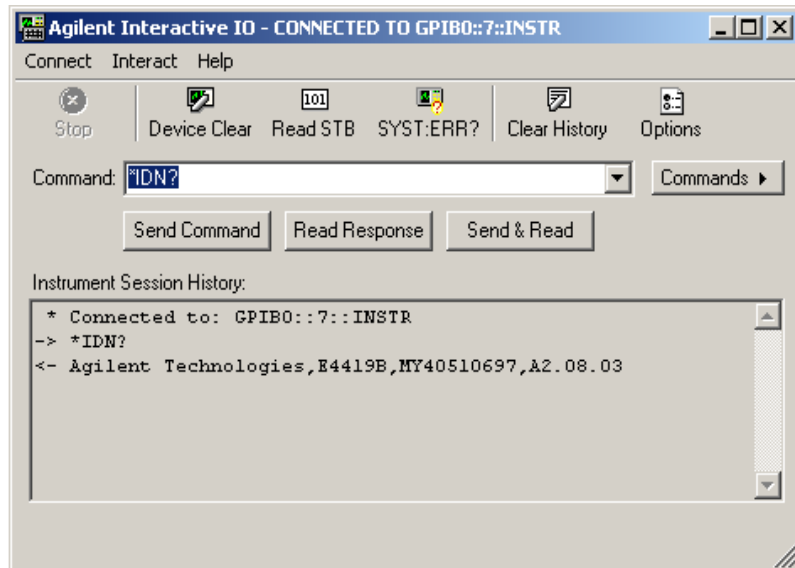 Agilent Interactive IO - CONNECTED TO GPIB0::7::INSTR
Connect Interact Help
Stop Device Clear Read STB SYST:ERR? Clear History Options
Command: *IDN? Commands
Send Command Read Response Send & Read
Instrument Session History:
* Connected to: GPIB0::7::INSTR
-> *IDN?
<- Agilent Technologies,E4419B,MY40510697,A2.08.03